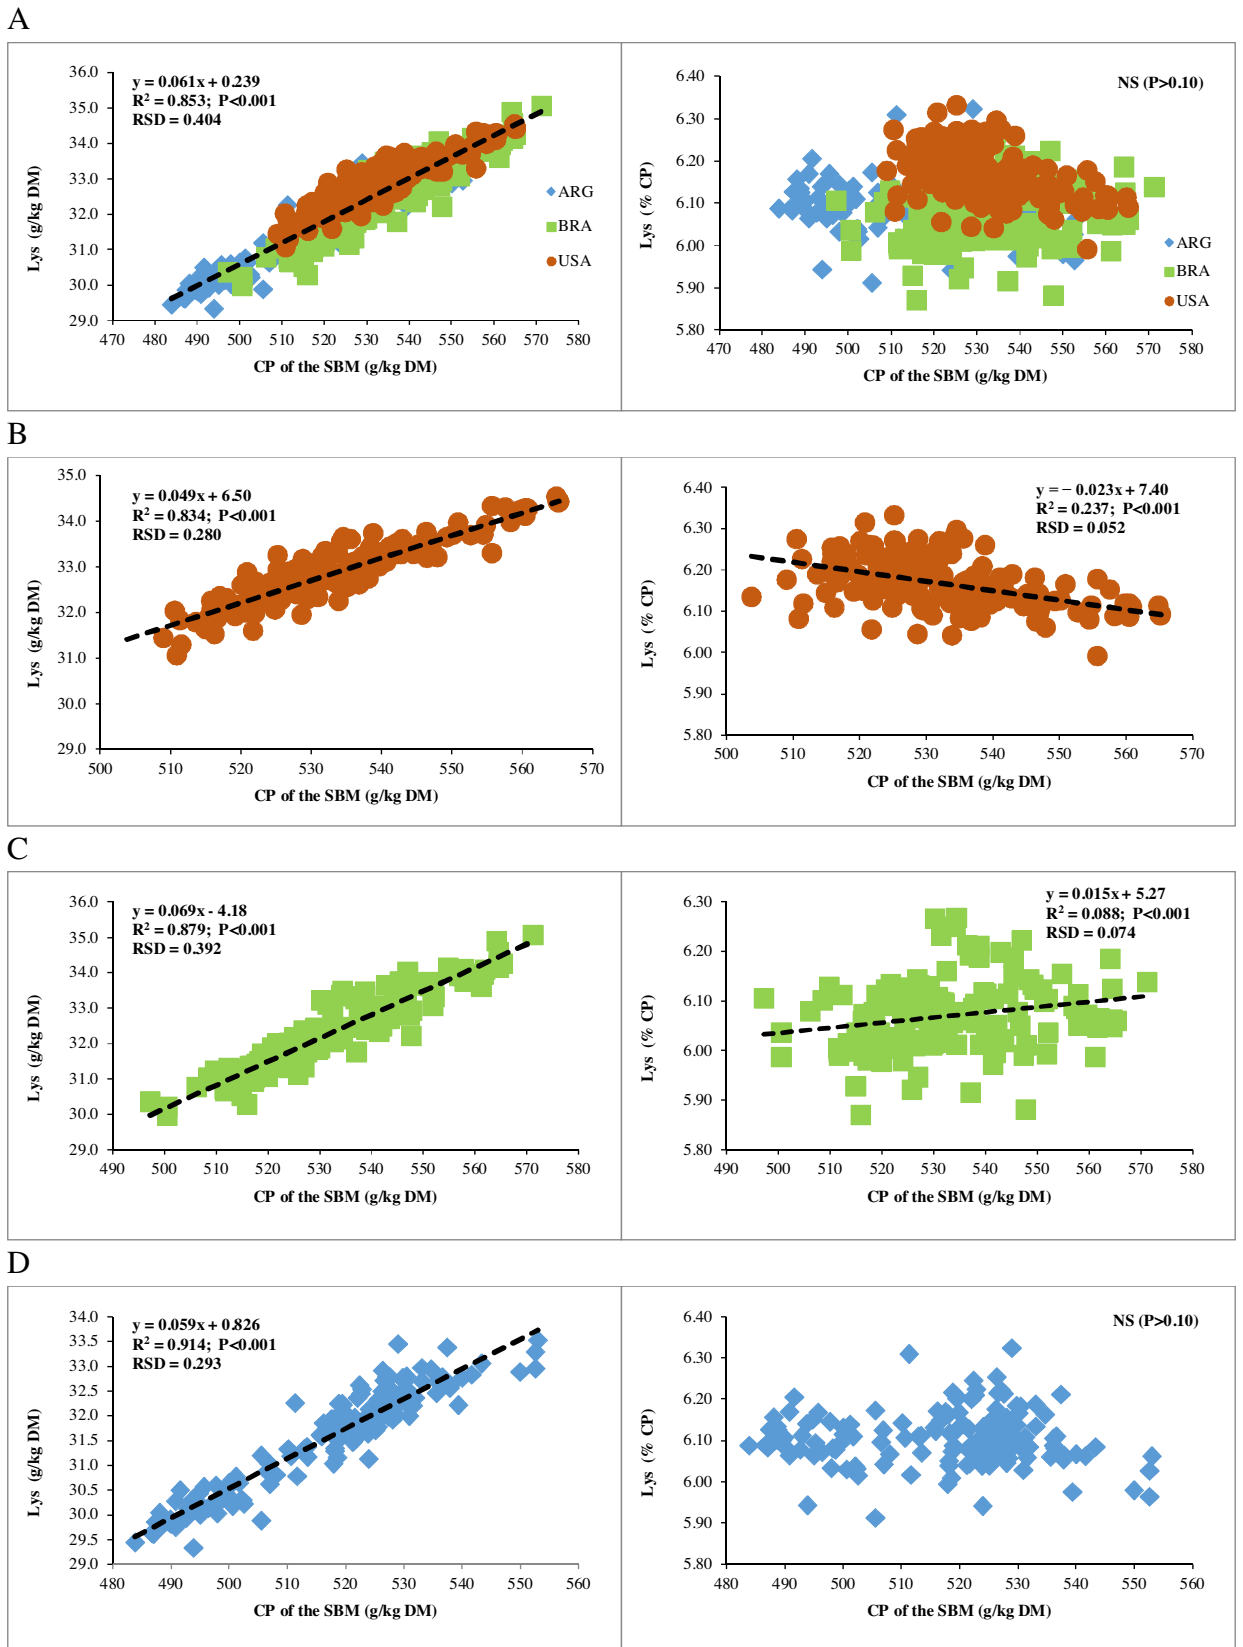 A
y = 0.061x + 0.239
R² = 0.853; P<0.001
RSD = 0.404
Lys (g/kg DM)
36.0
35.0
34.0
33.0
32.0
31.0
30.0
29.0
470 480 490 500 510 520 530 540 550 560 570 580
CP of the SBM (g/kg DM)
ARG
BRA
USA
NS (P>0.10)
Lys (% CP)
6.40
6.30
6.20
6.10
6.00
5.90
5.80
470 480 490 500 510 520 530 540 550 560 570 580
CP of the SBM (g/kg DM)
ARG
BRA
USA
B
y = 0.049x + 6.50
R² = 0.834; P<0.001
RSD = 0.280
Lys (g/kg DM)
35.0
34.0
33.0
32.0
31.0
30.0
29.0
500 510 520 530 540 550 560 570
CP of the SBM (g/kg DM)
y = – 0.023x + 7.40
R² = 0.237; P<0.001
RSD = 0.052
Lys (% CP)
6.40
6.30
6.20
6.10
6.00
5.90
5.80
500 510 520 530 540 550 560 570
CP of the SBM (g/kg DM)
C
y = 0.069x - 4.18
R² = 0.879; P<0.001
RSD = 0.392
Lys (g/kg DM)
36.0
35.0
34.0
33.0
32.0
31.0
30.0
29.0
490 500 510 520 530 540 550 560 570 580
CP of the SBM (g/kg DM)
y = 0.015x + 5.27
R² = 0.088; P<0.001
RSD = 0.074
Lys (% CP)
6.30
6.20
6.10
6.00
5.90
5.80
490 500 510 520 530 540 550 560 570 580
CP of the SBM (g/kg DM)
D
y = 0.059x + 0.826
R² = 0.914; P<0.001
RSD = 0.293
Lys (g/kg DM)
34.0
33.0
33.5
32.5
32.0
31.5
31.0
30.5
30.0
29.5
29.0
480 490 500 510 520 530 540 550 560
CP of the SBM (g/kg DM)
NS (P>0.10)
Lys (% CP)
6.40
6.30
6.20
6.10
6.00
5.90
5.80
480 490 500 510 520 530 540 550 560
CP of the SBM (g/kg DM)